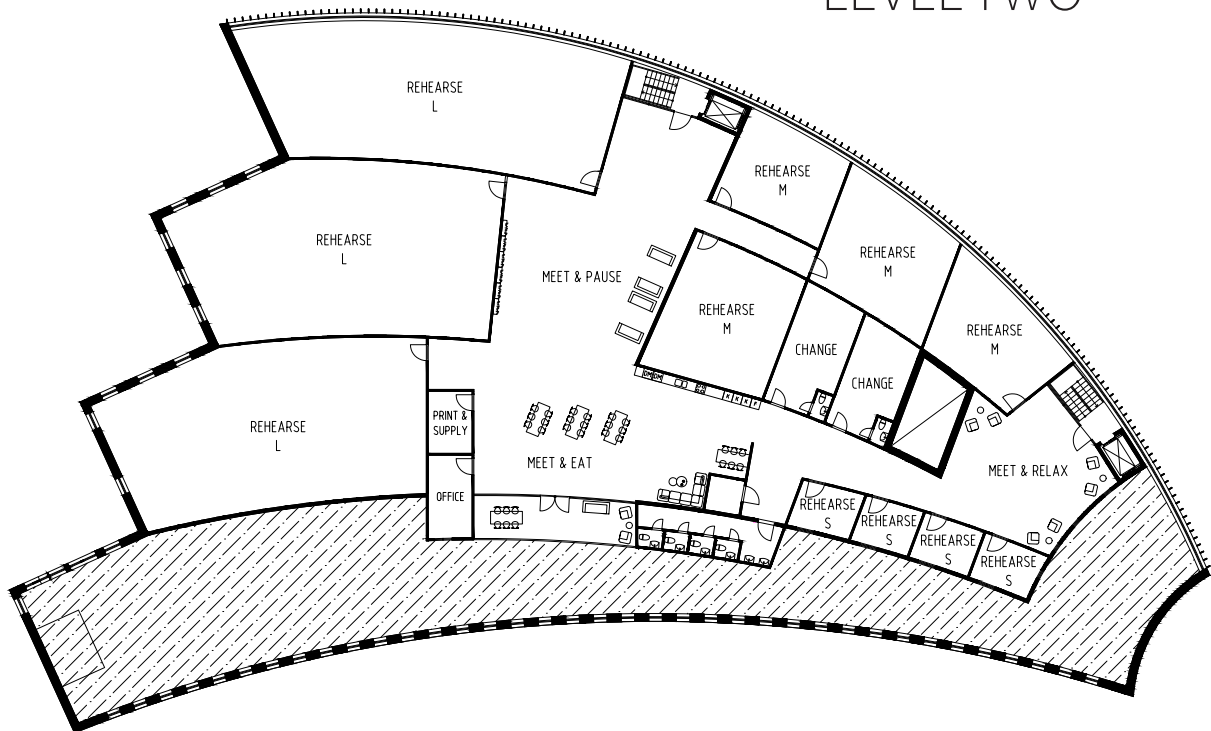 LEVEL TWO
REHEARSE
L
REHEARSE
M
REHEARSE
L
REHEARSE
M
MEET & PAUSE
REHEARSE
M
REHEARSE
M
CHANGE
CHANGE
REHEARSE
L
PRINT &
SUPPLY
MEET & EAT
MEET & RELAX
OFFICE
REHEARSE
S
REHEARSE
S
REHEARSE
S
REHEARSE
S